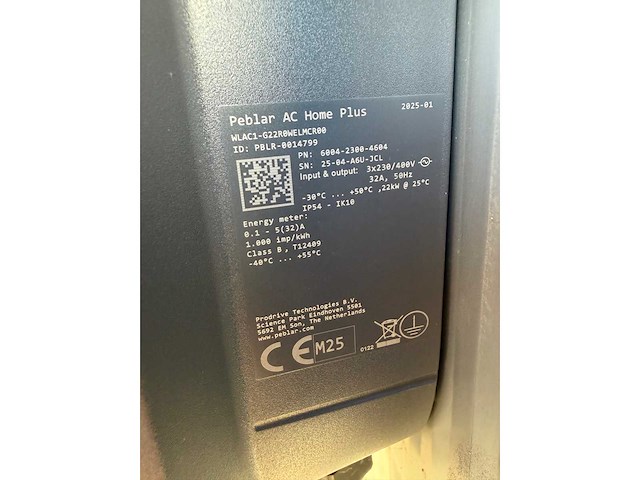 Peblar AC Home Plus 2025-01
WLAC1-G22R0WELMCR00
ID: PBLR-0014799
PN: 6004-2300-4604
SN: 25-04-A6U-JCL
Input & output: 3x230/400V
32A, 50Hz
-30°C ... +50°C ,22kW @ 25°C
IP54 - IK10
Energy meter:
0.1 - 5(32)A
1.000 imp/kWh
Class B , T12409
-40°C ... +55°C
Prodrive Technologies B.V.
Science Park Eindhoven 5501
5692 EM Son, The Netherlands
www.peblar.com
CE M25 0122